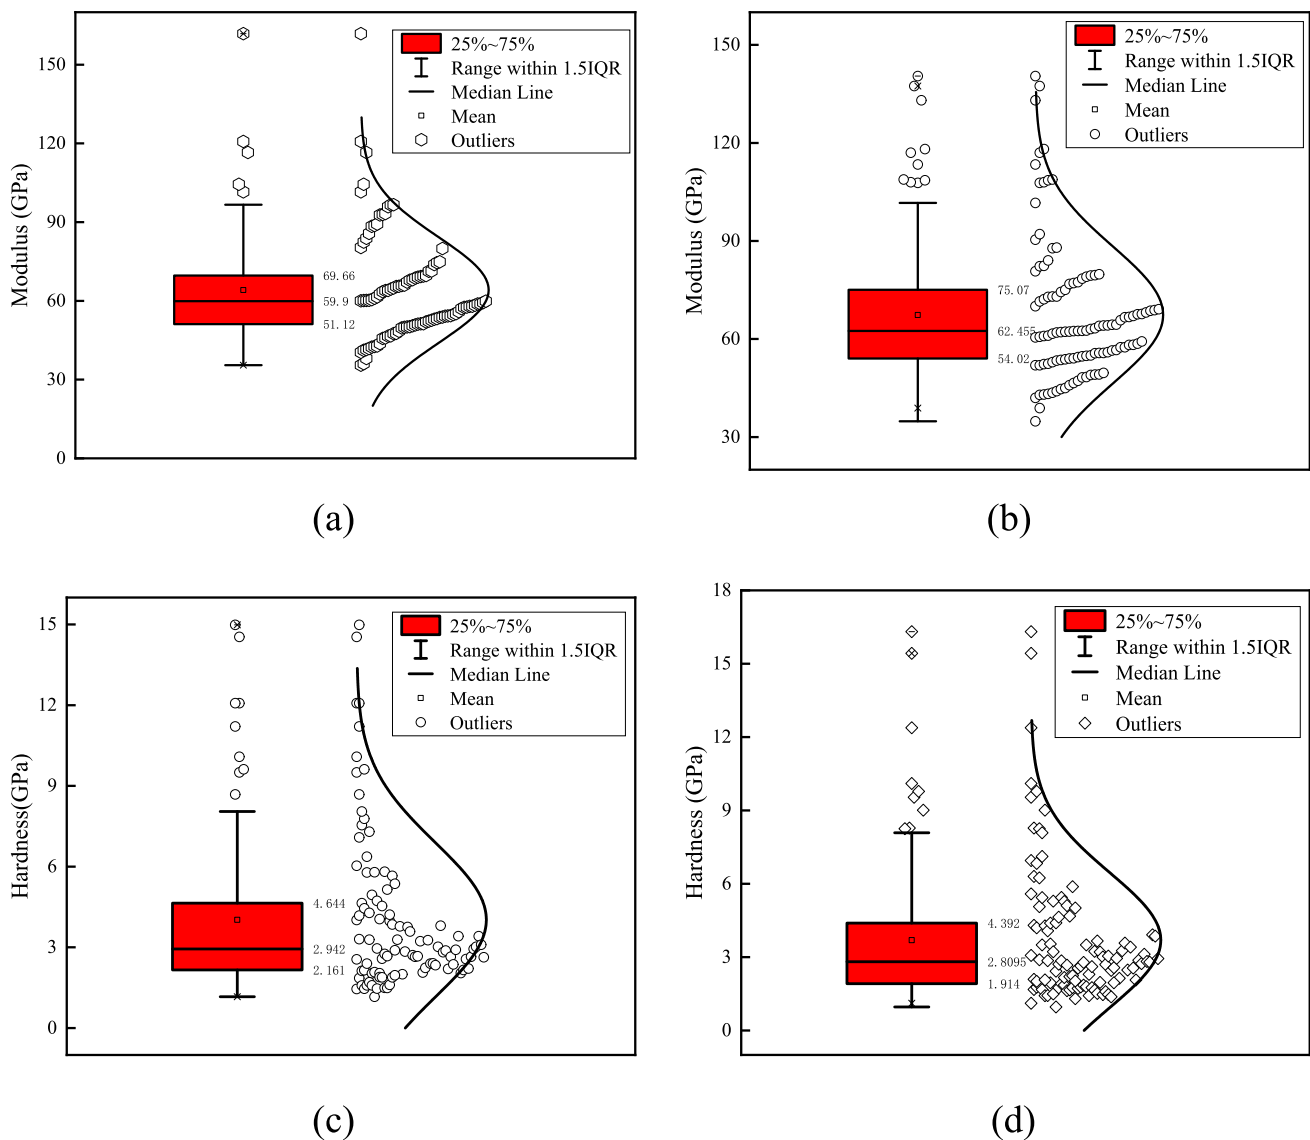 150
120
90
60
30
0
Modulus (GPa)
25%~75%
Range within 1.5IQR
Median Line
Mean
Outliers
69.66
59.9
51.12
(a)
150
120
90
60
30
Modulus (GPa)
25%~75%
Range within 1.5IQR
Median Line
Mean
Outliers
75.07
62.455
54.02
(b)
15
12
9
6
3
0
Hardness(GPa)
25%~75%
Range within 1.5IQR
Median Line
Mean
Outliers
4.644
2.942
2.161
(c)
18
15
12
9
6
3
0
Hardness (GPa)
25%~75%
Range within 1.5IQR
Median Line
Mean
Outliers
4.392
2.8095
1.914
(d)